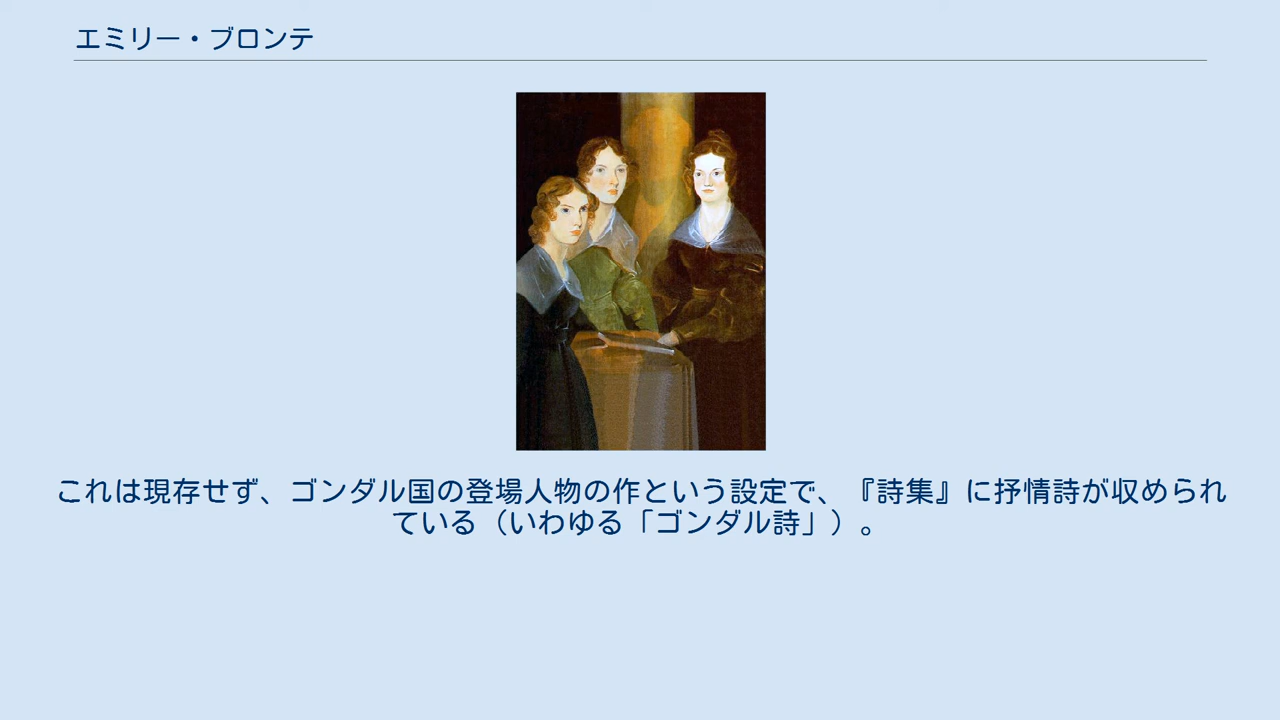 エミリー・ブロンテ
これは現存せず、ゴンダル国の登場人物の作という設定で、『詩集』に抒情詩が収められ
ている（いわゆる「ゴンダル詩」）。